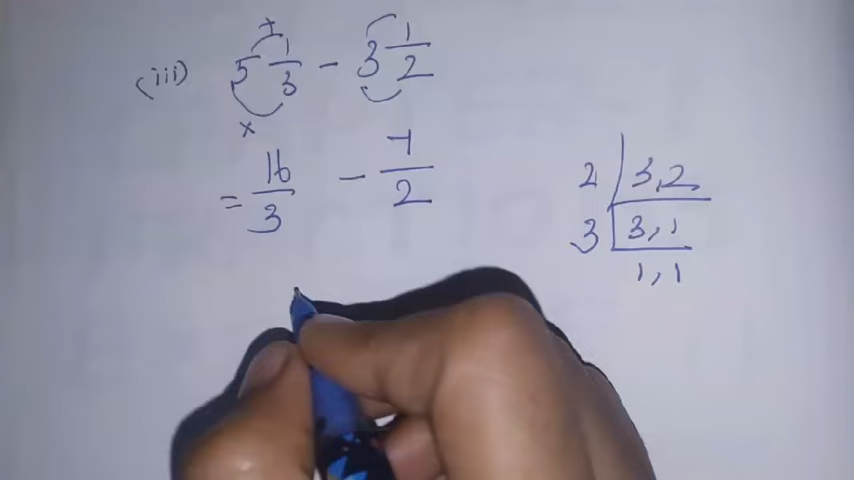 (iii) 5 1/3 - 3 1/2
= 16/3 - 7/2
2 | 3, 2
3 | 3, 1
1, 1